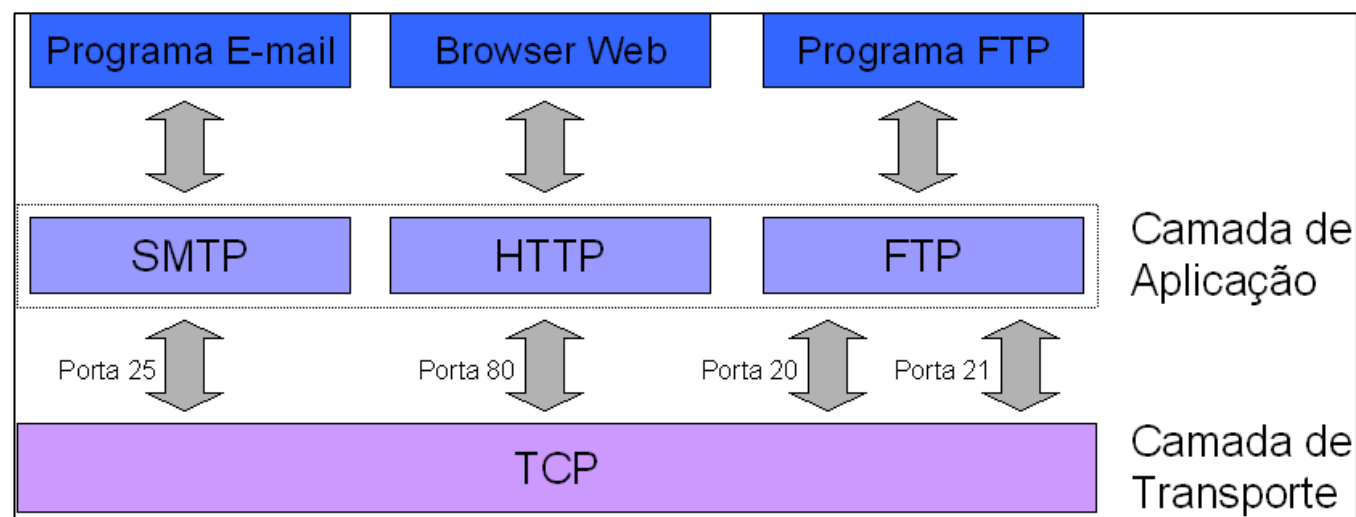 Programa E-mail
Browser Web
Programa FTP
SMTP
HTTP
FTP
Camada de
Aplicação
Porta 25
Porta 80
Porta 20
Porta 21
TCP
Camada de
Transporte